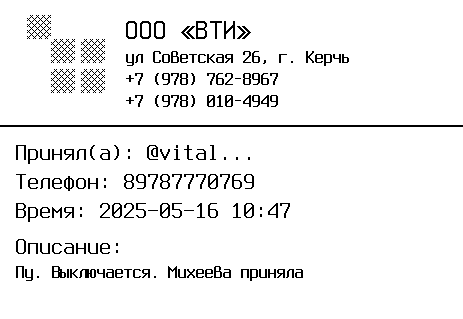 ООО «ВТИ»
ул Советская 26, г. Керчь
+7 (978) 762-8967
+7 (978) 010-4949
Принял(а): @vital...
Телефон: 89787770769
Время: 2025-05-16 10:47
Описание:
Пу. Выключается. Михеева приняла